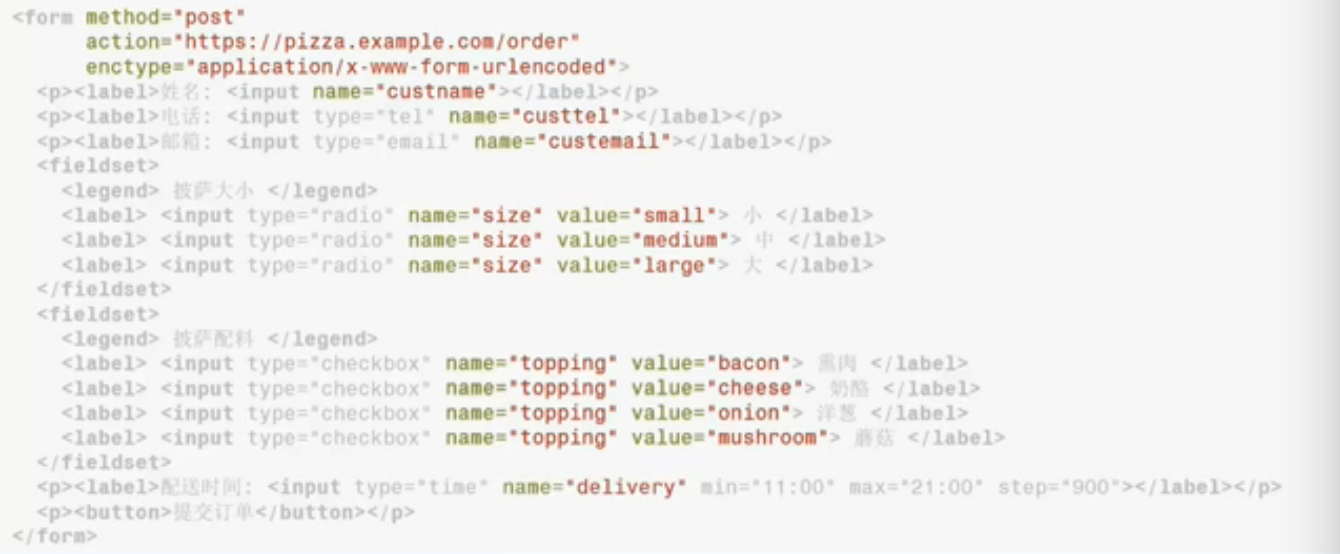 <form method="post"
action="https://pizza.example.com/order"
enctype="application/x-www-form-urlencoded">
<p><label>姓名: <input name="custname"></label></p>
<p><label>电话: <input type="tel" name="custtel"></label></p>
<p><label>邮箱: <input type="email" name="custemail"></label></p>
<fieldset>
<legend> 披萨大小 </legend>
<label> <input type="radio" name="size" value="small"> 小 </label>
<label> <input type="radio" name="size" value="medium"> 中 </label>
<label> <input type="radio" name="size" value="large"> 大 </label>
</fieldset>
<fieldset>
<legend> 披萨配料 </legend>
<label> <input type="checkbox" name="topping" value="bacon"> 熏肉 </label>
<label> <input type="checkbox" name="topping" value="cheese"> 奶酪 </label>
<label> <input type="checkbox" name="topping" value="onion"> 洋葱 </label>
<label> <input type="checkbox" name="topping" value="mushroom"> 蘑菇 </label>
</fieldset>
<p><label>配送时间: <input type="time" name="delivery" min="11:00" max="21:00" step="900"></label></p>
<p><button>提交订单</button></p>
</form>